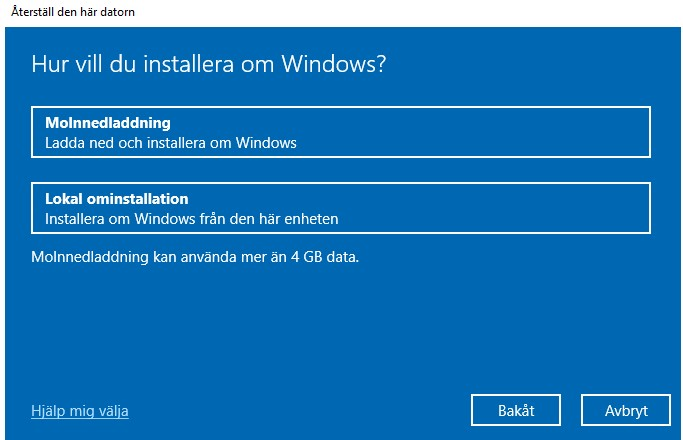 Återställ den här datorn
Hur vill du installera om Windows?
Molnnedladdning
Ladda ned och installera om Windows
Lokal ominstallation
Installera om Windows från den här enheten
Molnnedladdning kan använda mer än 4 GB data.
Hjälp mig välja
Bakåt
Avbryt